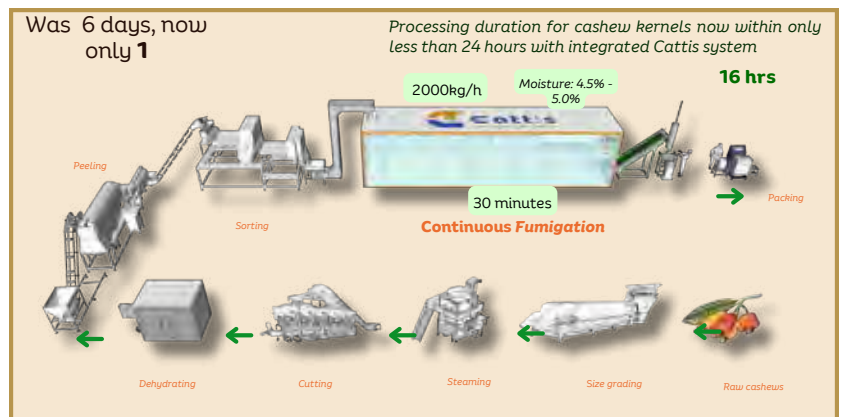 Was 6 days, now
only 1
Processing duration for cashew kernels now within only
less than 24 hours with integrated Cattis system
16 hrs
2000kg/h
Moisture: 4.5% -
5.0%
Cattis
Peeling
30 minutes
Packing
Sorting
Continuous Fumigation
Dehydrating
Cutting
Steaming
Size grading
Raw cashews